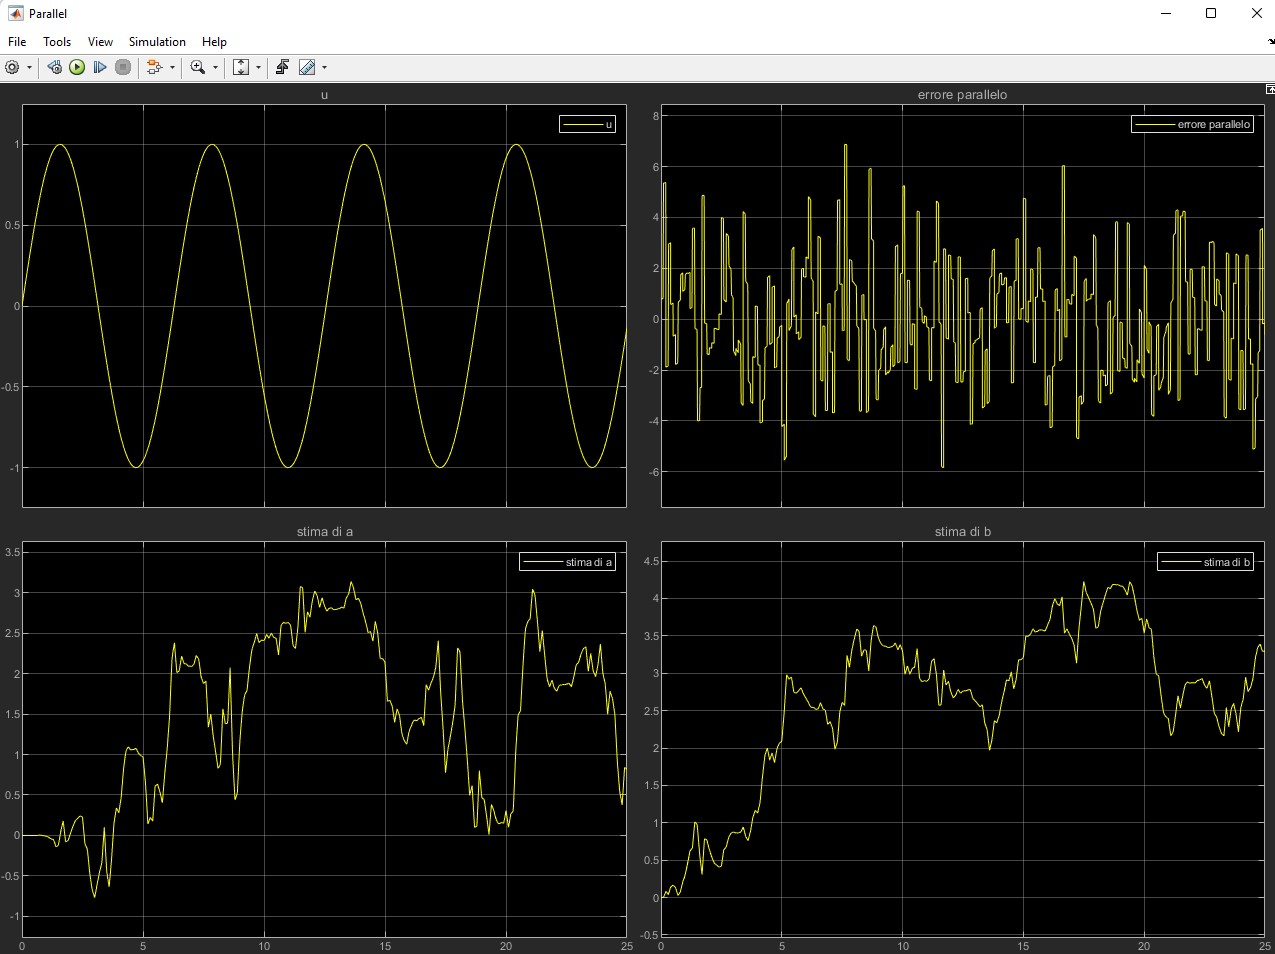 Parallel
File Tools View Simulation Help
u
u
1
0.5
0
-0.5
-1
errore parallelo
errore parallelo
8
6
4
2
0
-2
-4
-6
stima di a
stima di a
3.5
3
2.5
2
1.5
1
0.5
0
-0.5
-1
0 5 10 15 20 25
stima di b
stima di b
4.5
4
3.5
3
2.5
2
1.5
1
0.5
0
-0.5
0 5 10 15 20 25